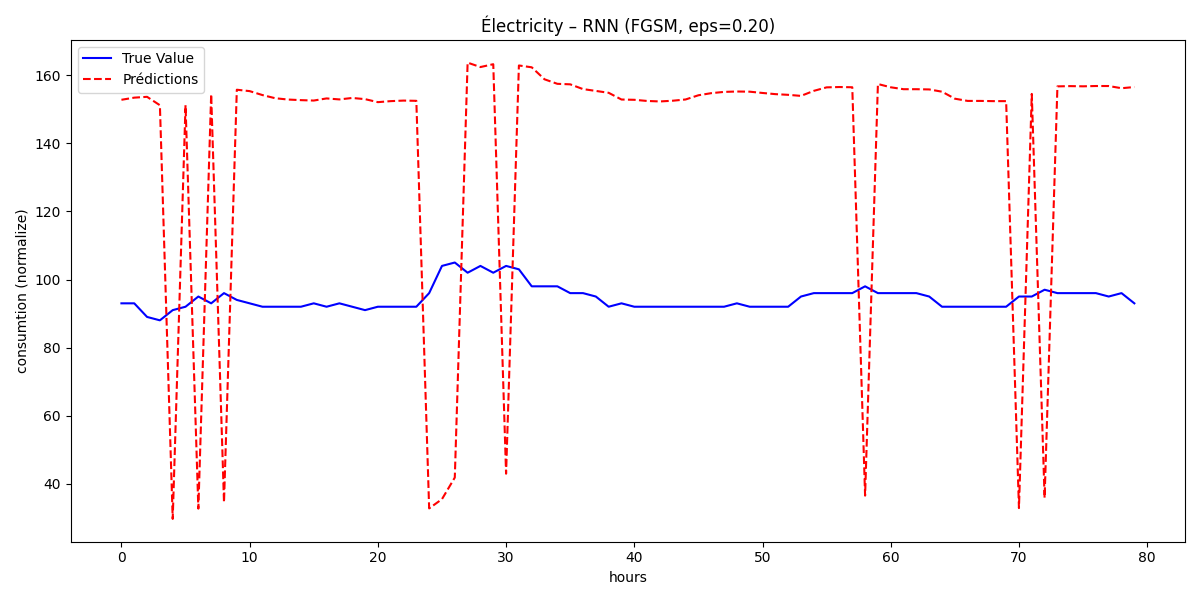 Électricity – RNN (FGSM, eps=0.20)
True Value
Prédictions
consumtion (normalize)
160
140
120
100
80
60
40
0 10 20 30 40 50 60 70 80
hours